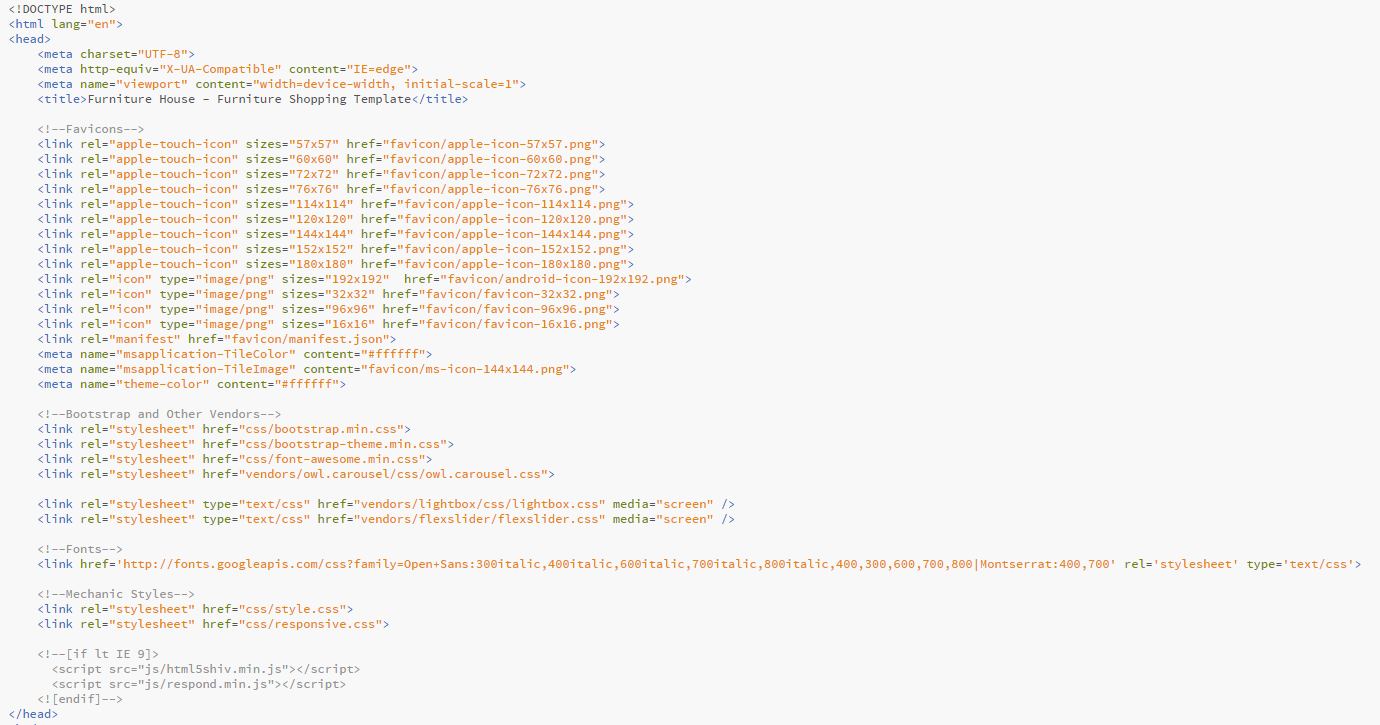 <!DOCTYPE html>
<html lang="en">
<head>
    <meta charset="UTF-8">
    <meta http-equiv="X-UA-Compatible" content="IE=edge">
    <meta name="viewport" content="width=device-width, initial-scale=1">
    <title>Furniture House - Furniture Shopping Template</title>

    <!--Favicons-->
    <link rel="apple-touch-icon" sizes="57x57" href="favicon/apple-icon-57x57.png">
    <link rel="apple-touch-icon" sizes="60x60" href="favicon/apple-icon-60x60.png">
    <link rel="apple-touch-icon" sizes="72x72" href="favicon/apple-icon-72x72.png">
    <link rel="apple-touch-icon" sizes="76x76" href="favicon/apple-icon-76x76.png">
    <link rel="apple-touch-icon" sizes="114x114" href="favicon/apple-icon-114x114.png">
    <link rel="apple-touch-icon" sizes="120x120" href="favicon/apple-icon-120x120.png">
    <link rel="apple-touch-icon" sizes="144x144" href="favicon/apple-icon-144x144.png">
    <link rel="apple-touch-icon" sizes="152x152" href="favicon/apple-icon-152x152.png">
    <link rel="apple-touch-icon" sizes="180x180" href="favicon/apple-icon-180x180.png">
    <link rel="icon" type="image/png" sizes="192x192"  href="favicon/android-icon-192x192.png">
    <link rel="icon" type="image/png" sizes="32x32" href="favicon/favicon-32x32.png">
    <link rel="icon" type="image/png" sizes="96x96" href="favicon/favicon-96x96.png">
    <link rel="icon" type="image/png" sizes="16x16" href="favicon/favicon-16x16.png">
    <link rel="manifest" href="favicon/manifest.json">
    <meta name="msapplication-TileColor" content="#ffffff">
    <meta name="msapplication-TileImage" content="favicon/ms-icon-144x144.png">
    <meta name="theme-color" content="#ffffff">

    <!--Bootstrap and Other Vendors-->
    <link rel="stylesheet" href="css/bootstrap.min.css">
    <link rel="stylesheet" href="css/bootstrap-theme.min.css">
    <link rel="stylesheet" href="css/font-awesome.min.css">
    <link rel="stylesheet" href="vendors/owl.carousel/css/owl.carousel.css">

    <link rel="stylesheet" type="text/css" href="vendors/lightbox/css/lightbox.css" media="screen" />
    <link rel="stylesheet" type="text/css" href="vendors/flexslider/flexslider.css" media="screen" />

    <!--Fonts-->
    <link href='http://fonts.googleapis.com/css?family=Open+Sans:300italic,400italic,600italic,700italic,800italic,400,300,600,700,800|Montserrat:400,700' rel='stylesheet' type='text/css'>

    <!--Mechanic Styles-->
    <link rel="stylesheet" href="css/style.css">
    <link rel="stylesheet" href="css/responsive.css">

    <!--[if lt IE 9]>
      <script src="js/html5shiv.min.js"></script>
      <script src="js/respond.min.js"></script>
    <![endif]-->
</head>